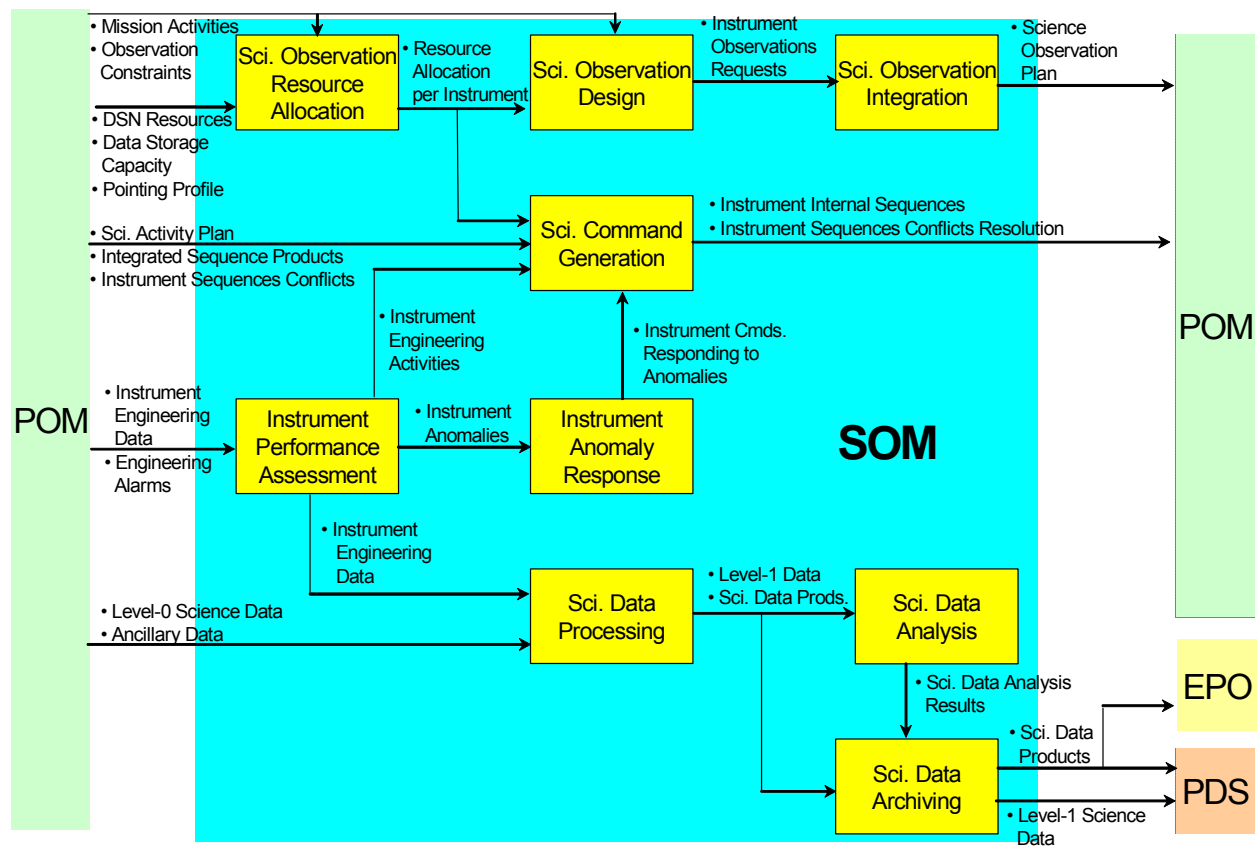 • Mission Activities
• Observation
Constraints
• DSN Resources
• Data Storage
Capacity
• Pointing Profile
Sci. Observation
Resource
Allocation
• Resource
Allocation
per Instrument
Sci. Observation
Design
• Instrument
Observations
Requests
Sci. Observation
Integration
• Science
Observation
Plan
• Sci. Activity Plan
• Integrated Sequence Products
• Instrument Sequences Conflicts
Sci. Command
Generation
• Instrument Internal Sequences
• Instrument Sequences Conflicts Resolution
POM
• Instrument
Engineering
Activities
• Instrument Cmds.
Responding to
Anomalies
POM
• Instrument
Engineering
Data
• Engineering
Alarms
Instrument
Performance
Assessment
• Instrument
Anomalies
Instrument
Anomaly
Response
SOM
• Instrument
Engineering
Data
• Level-0 Science Data
• Ancillary Data
Sci. Data
Processing
• Level-1 Data
• Sci. Data Prods.
Sci. Data
Analysis
• Sci. Data Analysis
Results
EPO
Sci. Data
Archiving
• Sci. Data
Products
PDS
• Level-1 Science
Data